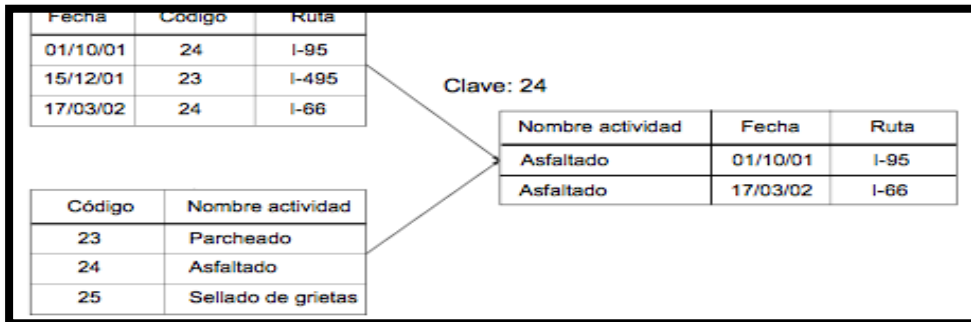 Fecha Código Ruta
01/10/01 24 I-95
15/12/01 23 I-495
17/03/02 24 I-66
Clave: 24
Nombre actividad Fecha Ruta
Asfaltado 01/10/01 I-95
Asfaltado 17/03/02 I-66
Código Nombre actividad
23 Parcheado
24 Asfaltado
25 Sellado de grietas